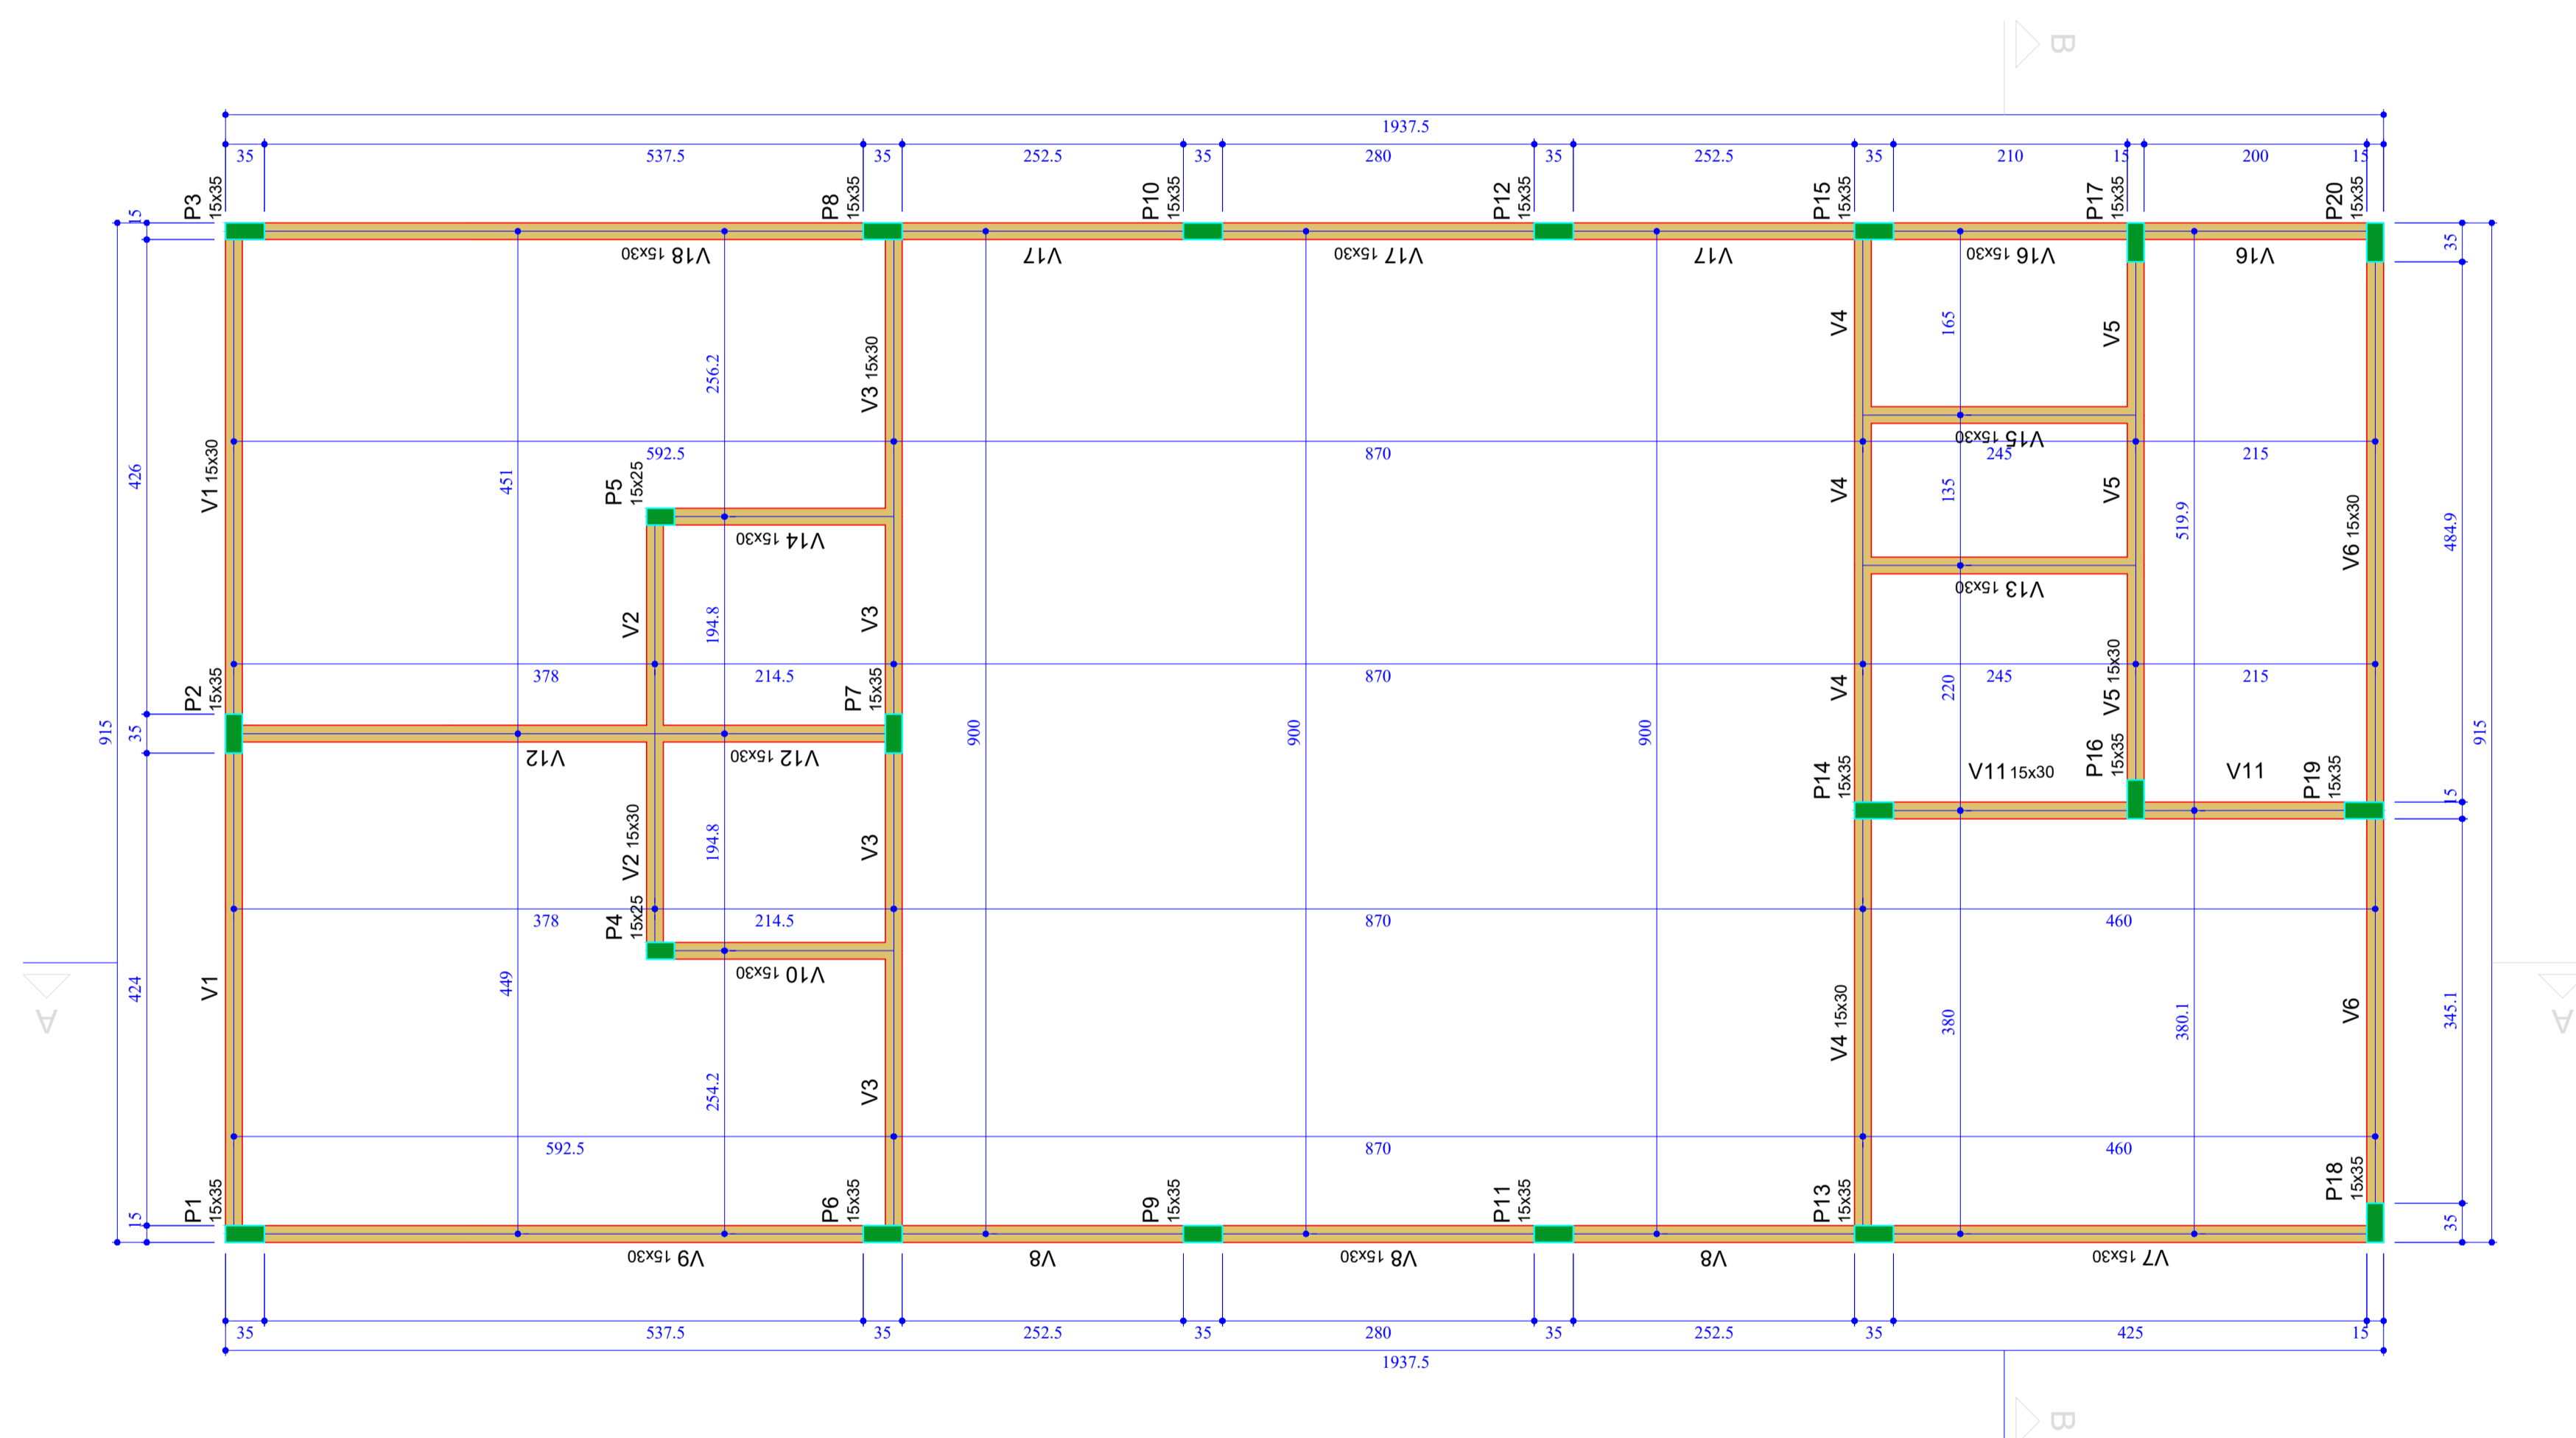 B
1937.5
35 537.5 35 252.5 35 280 35 252.5 35 210 15 200 15
P3 15x35
P8 15x35
P10 15x35
P12 15x35
P15 15x35
P17 15x35
P20 15x35
15
35
V18 15x30
V17
V17 15x30
V17
V16 15x30
V16
V1 15x30
426
451
256.2
V3 15x30
V4
165
V5
592.5
870
V15 15x30
245
215
P5 15x25
V14 15x30
V4
135
V5
519.9
V6 15x30
484.9
V13 15x30
V2
194.8
V3
378
214.5
870
245
215
P2 15x35
P7 15x35
V4
220
V5 15x30
915
35
V12
V12 15x30
900
900
900
915
P14 15x35
V11 15x30
P16 15x35
V11
P19 15x35
15
V2 15x30
194.8
V3
P4 15x25
378
214.5
870
460
V10 15x30
A
424
V1
449
V4 15x30
380
380.1
V6
345.1
A
254.2
V3
592.5
870
460
P1 15x35
P6 15x35
P9 15x35
P11 15x35
P13 15x35
P18 15x35
15
35
V9 15x30
V8
V8 15x30
V8
V7 15x30
35 537.5 35 252.5 35 280 35 252.5 35 425 15
1937.5
B